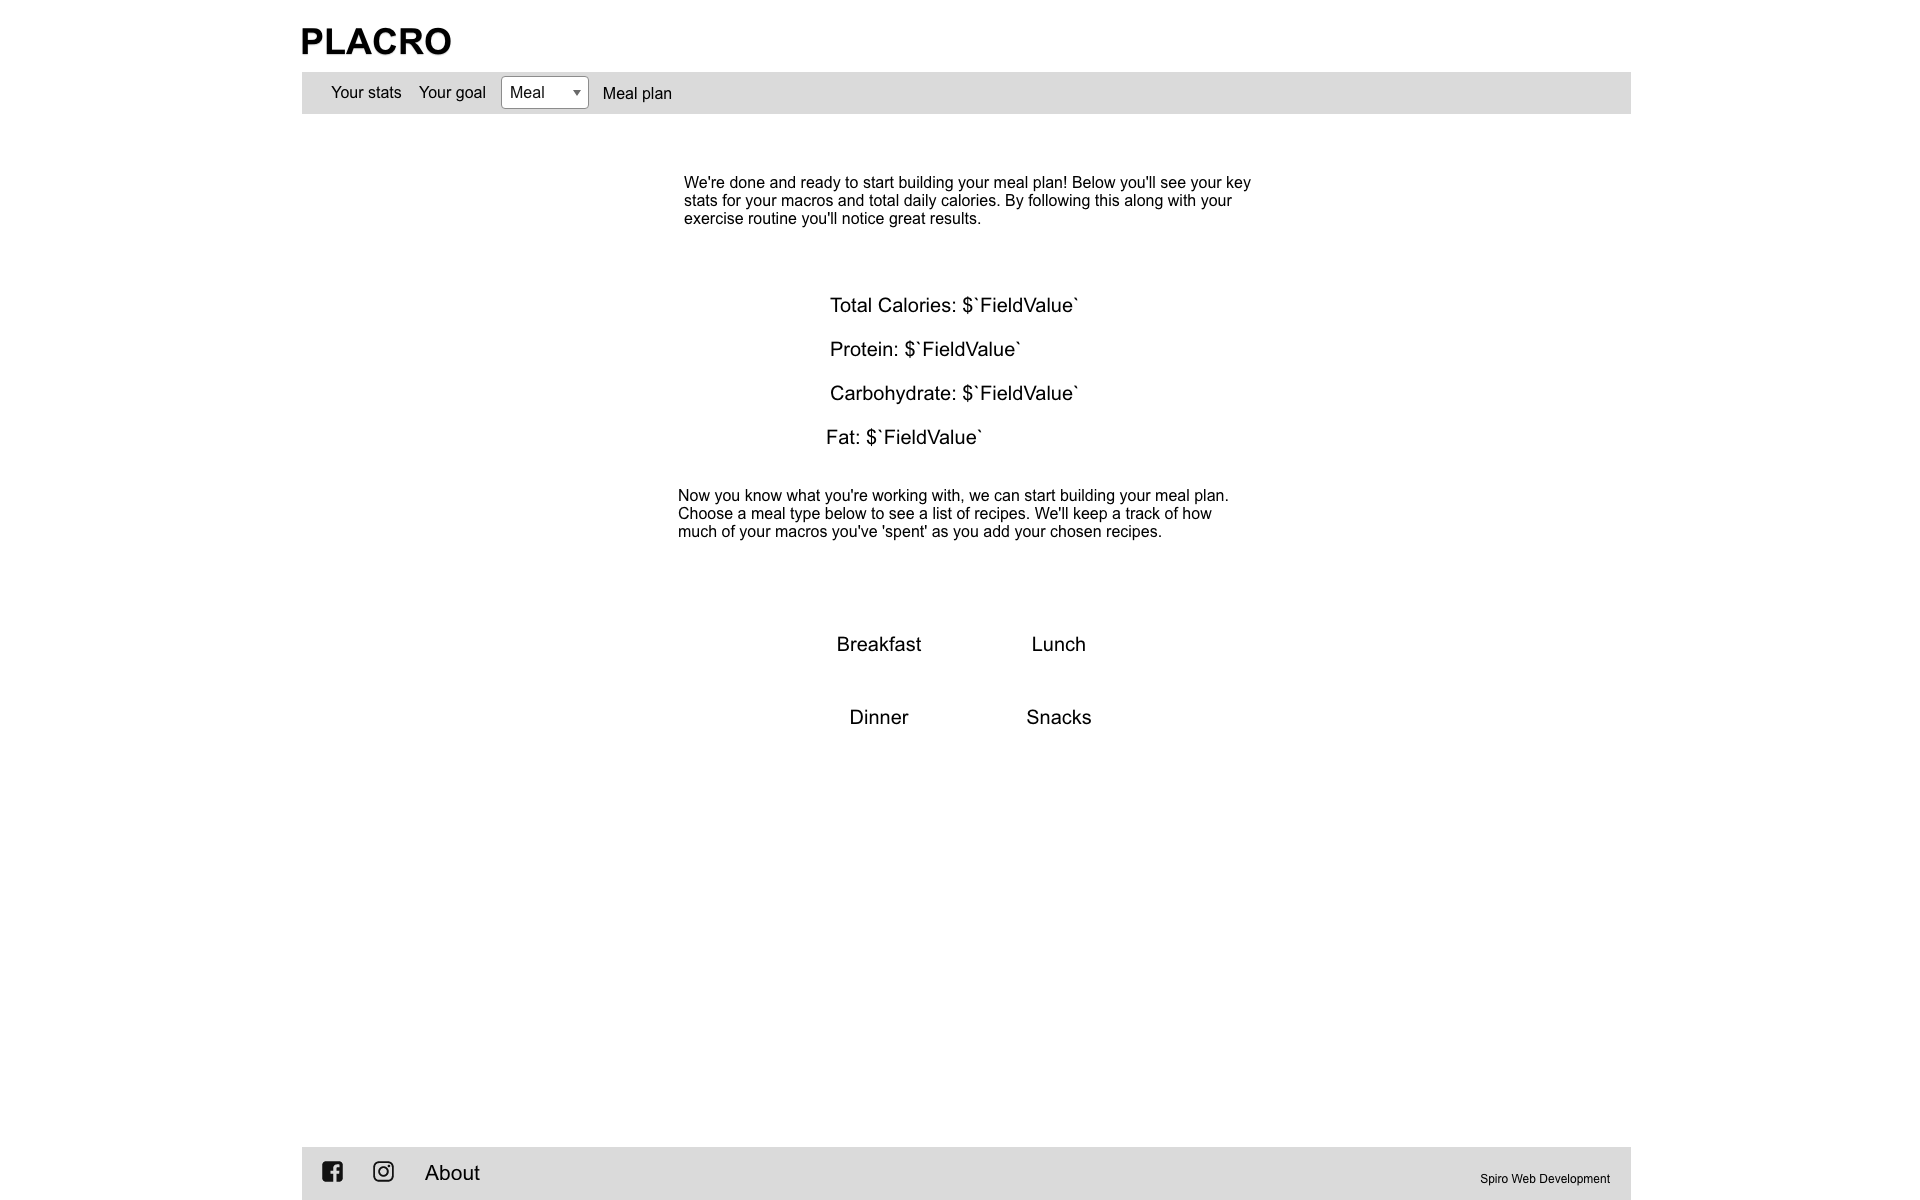 PLACRO
Your stats Your goal Meal Meal plan
We're done and ready to start building your meal plan! Below you'll see your key
stats for your macros and total daily calories. By following this along with your
exercise routine you'll notice great results.
Total Calories: $`FieldValue`
Protein: $`FieldValue`
Carbohydrate: $`FieldValue`
Fat: $`FieldValue`
Now you know what you're working with, we can start building your meal plan.
Choose a meal type below to see a list of recipes. We'll keep a track of how
much of your macros you've 'spent' as you add your chosen recipes.
Breakfast Lunch
Dinner Snacks
About Spiro Web Development